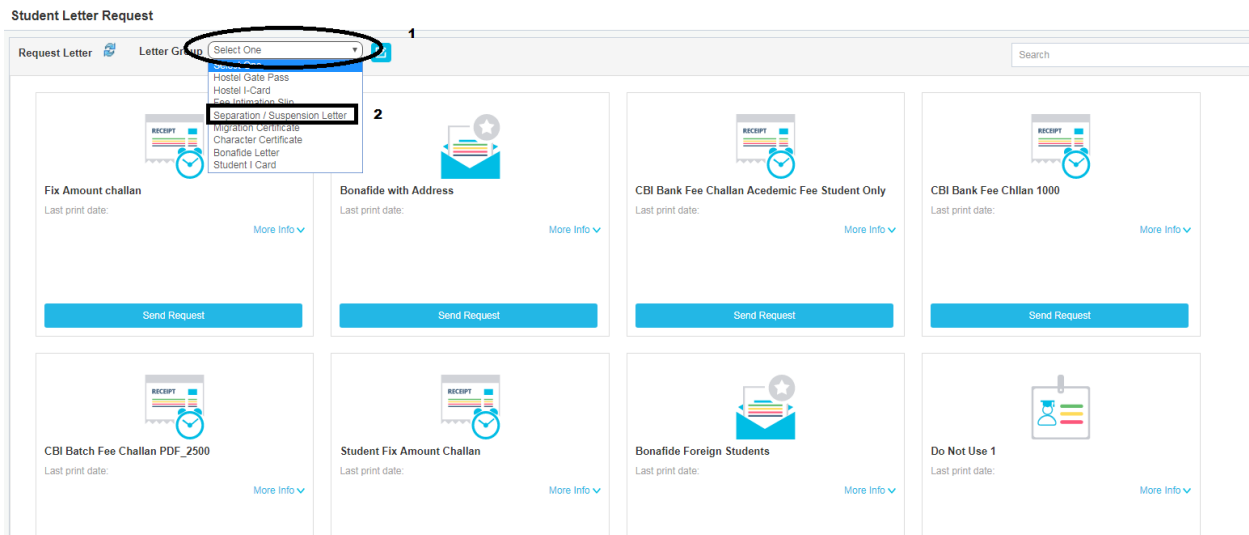 Student Letter Request
1
Request Letter Letter Group Select One Search
Select One
Hostel Gate Pass
Hostel I-Card
Fee Intimation Slip
Separation / Suspension Letter 2
Migration Certificate
Character Certificate
Bonafide Letter
Student I Card
RECEIPT RECEIPT RECEIPT
Fix Amount challan Bonafide with Address CBI Bank Fee Challan Acedemic Fee Student Only CBI Bank Fee Chllan 1000
Last print date: Last print date: Last print date: Last print date:
More Info More Info More Info More Info
Send Request Send Request Send Request Send Request
RECEIPT RECEIPT
CBI Batch Fee Challan PDF_2500 Student Fix Amount Challan Bonafide Foreign Students Do Not Use 1
Last print date: Last print date: Last print date: Last print date:
More Info More Info More Info More Info